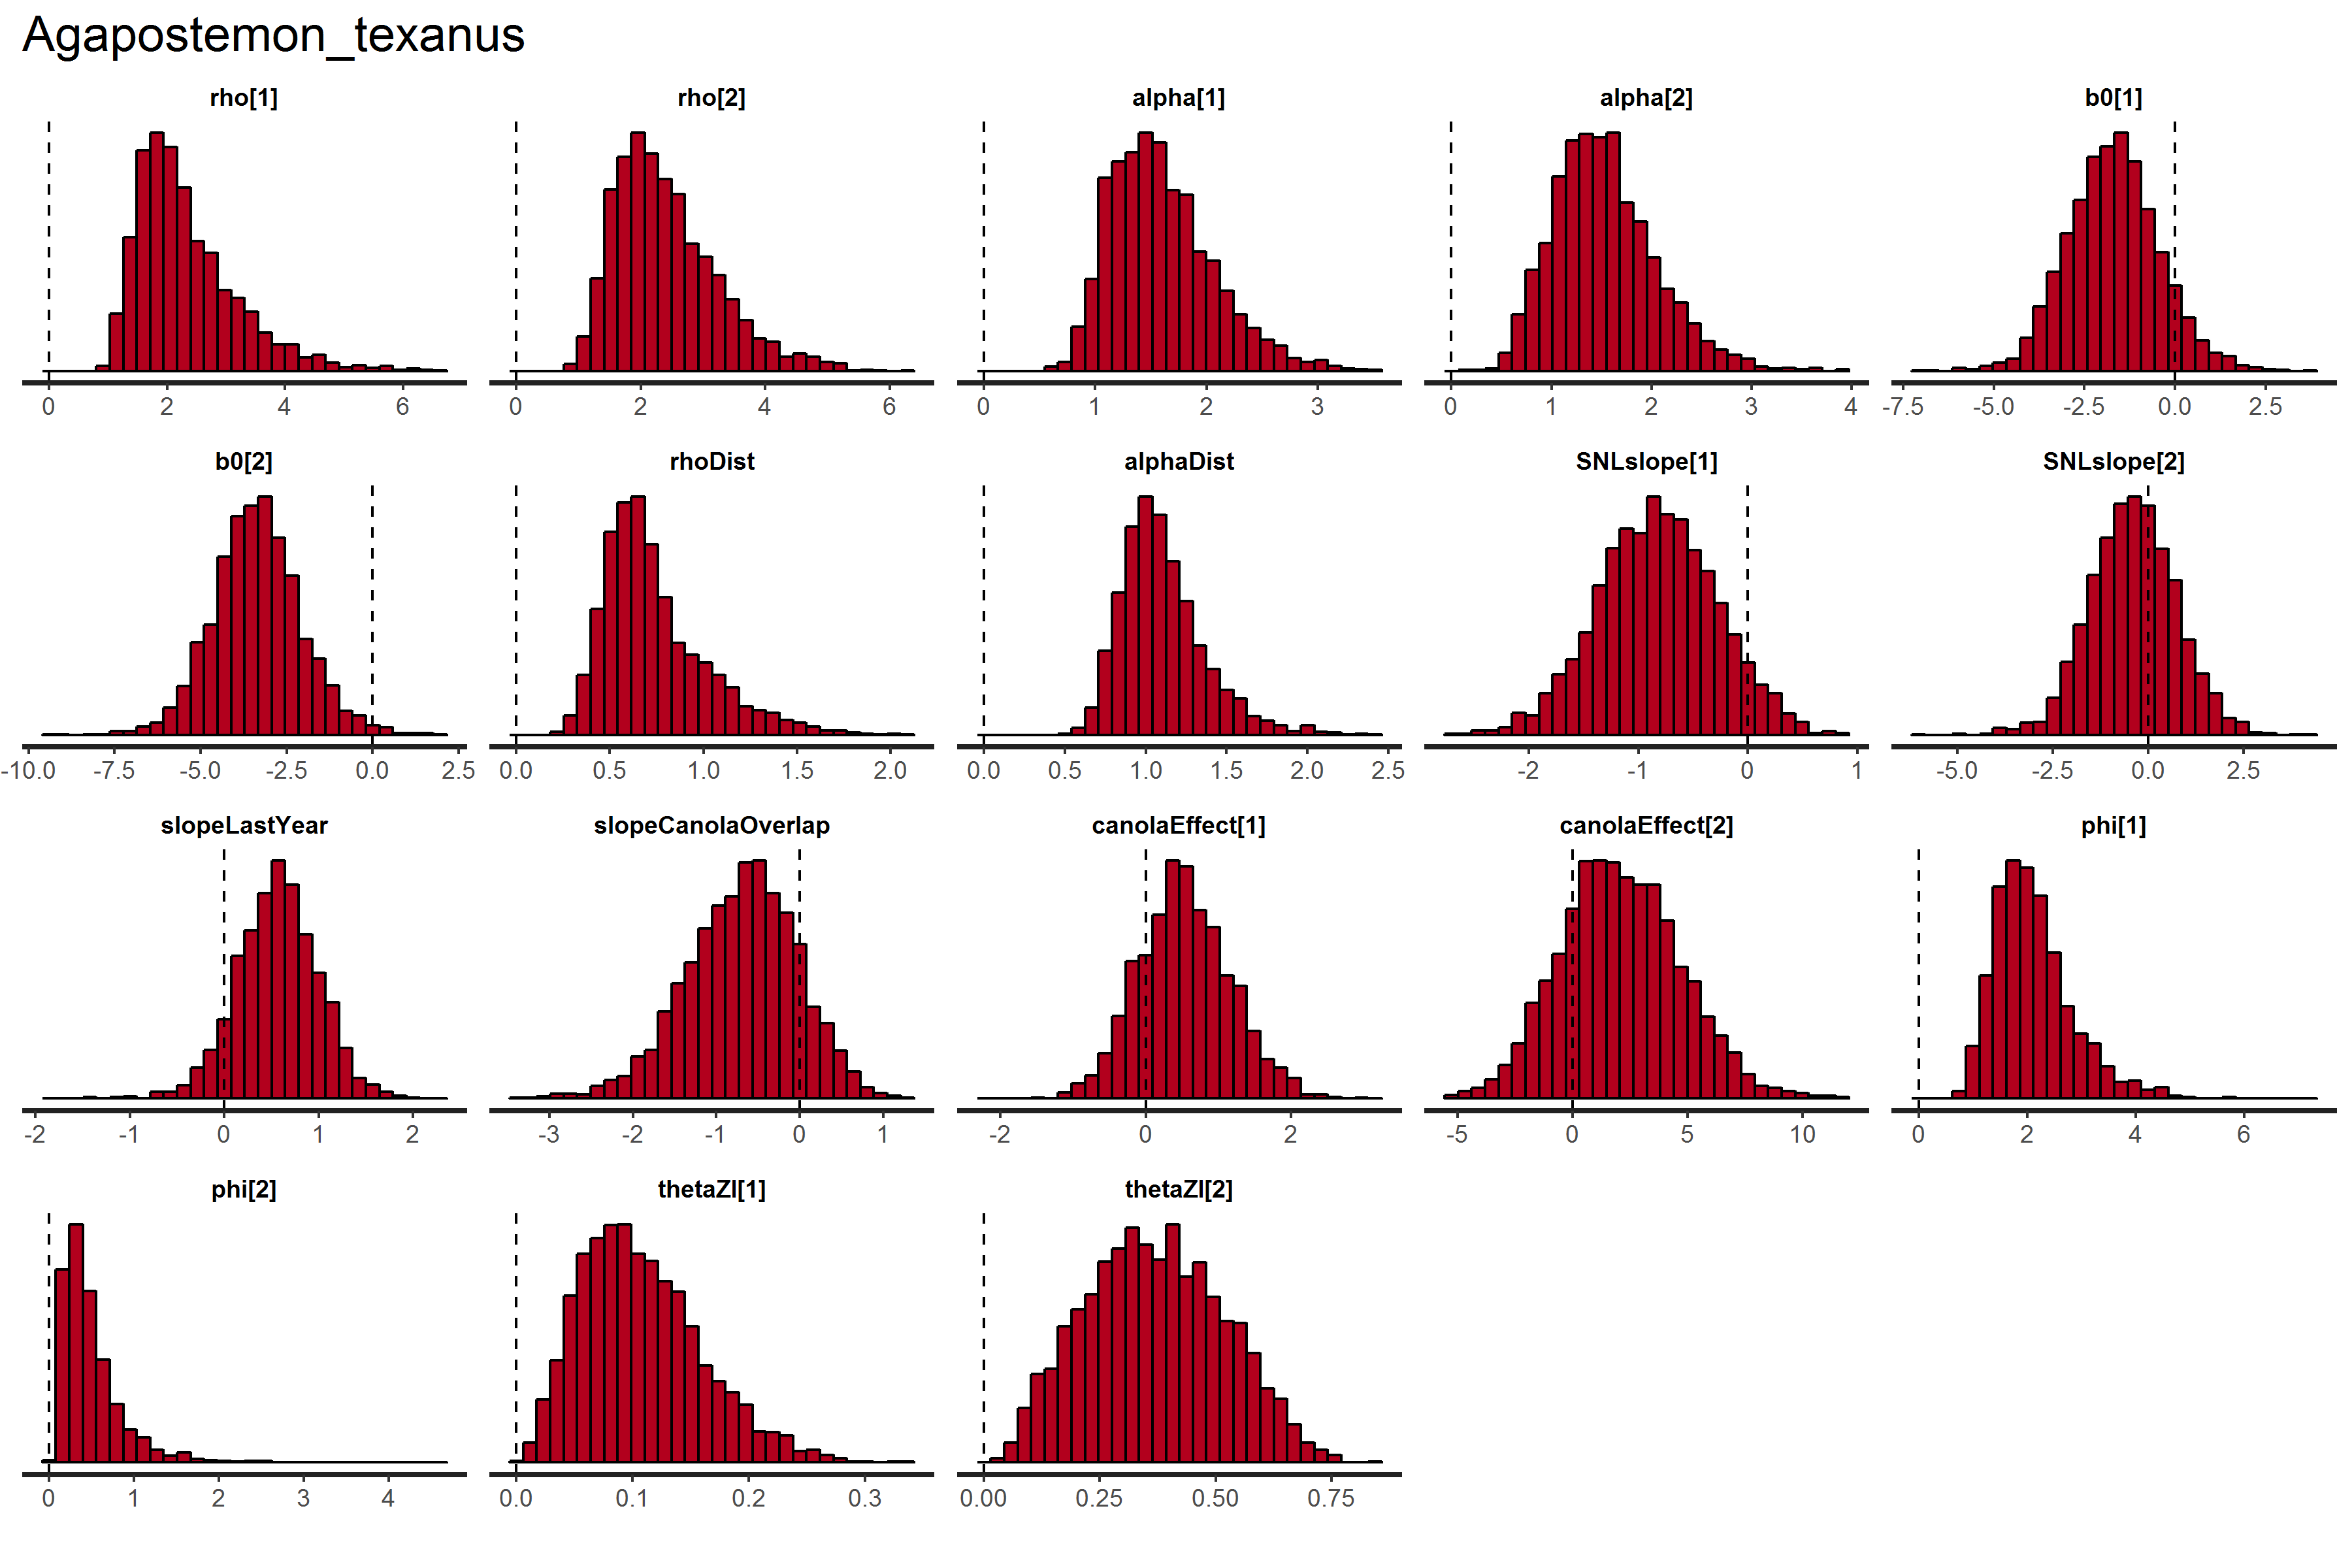 Agapostemon_texanus
rho[1] rho[2] alpha[1] alpha[2] b0[1]
0 2 4 6 0 2 4 6 0 1 2 3 0 1 2 3 4 -7.5 -5.0 -2.5 0.0 2.5
b0[2] rhoDist alphaDist SNLslope[1] SNLslope[2]
-10.0 -7.5 -5.0 -2.5 0.0 2.5 0.0 0.5 1.0 1.5 2.0 0.0 0.5 1.0 1.5 2.0 2.5 -2 -1 0 1 -5.0 -2.5 0.0 2.5
slopeLastYear slopeCanolaOverlap canolaEffect[1] canolaEffect[2] phi[1]
-2 -1 0 1 2 -3 -2 -1 0 1 -2 0 2 -5 0 5 10 0 2 4 6
phi[2] thetaZI[1] thetaZI[2]
0 1 2 3 4 0.0 0.1 0.2 0.3 0.00 0.25 0.50 0.75